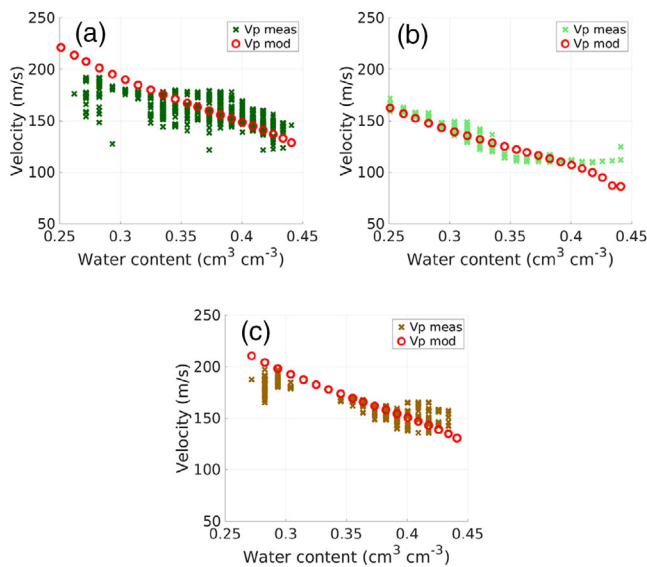 (a)
Vp meas
Vp mod
250
200
150
100
50
Velocity (m/s)
0.25 0.3 0.35 0.4 0.45
Water content (cm³ cm⁻³)
(b)
Vp meas
Vp mod
250
200
150
100
50
Velocity (m/s)
0.25 0.3 0.35 0.4 0.45
Water content (cm³ cm⁻³)
(c)
Vp meas
Vp mod
250
200
150
100
50
Velocity (m/s)
0.25 0.3 0.35 0.4 0.45
Water content (cm³ cm⁻³)